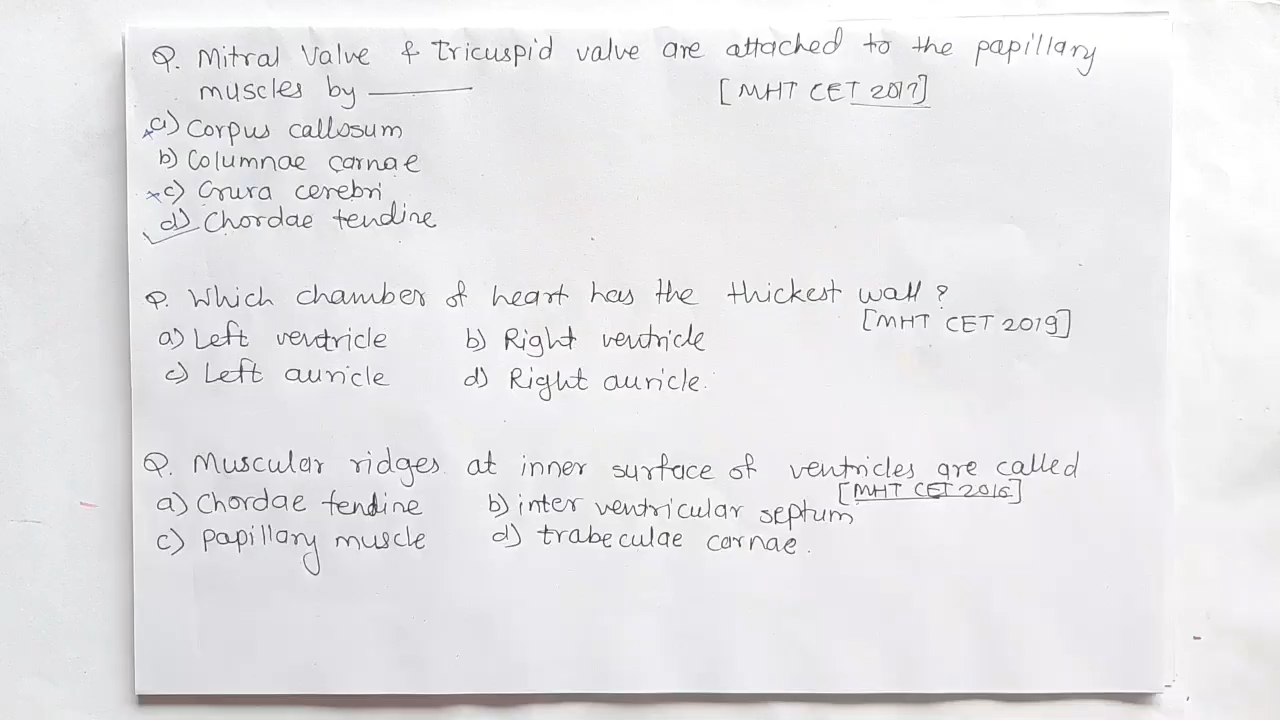 Q. Mitral Valve & tricuspid valve are attached to the papillary
muscles by ______ [MHT CET 2017]
a) Corpus callosum
b) Columnae carnae
c) Crura cerebri
d) Chordae tendine
Q. Which chamber of heart has the thickest wall ?
[MHT CET 2019]
a) Left ventricle b) Right ventricle
c) Left auricle d) Right auricle.
Q. Muscular ridges at inner surface of ventricles are called
[MHT CET 2016]
a) Chordae tendine b) inter ventricular septum
c) papillary muscle d) trabeculae carnae.